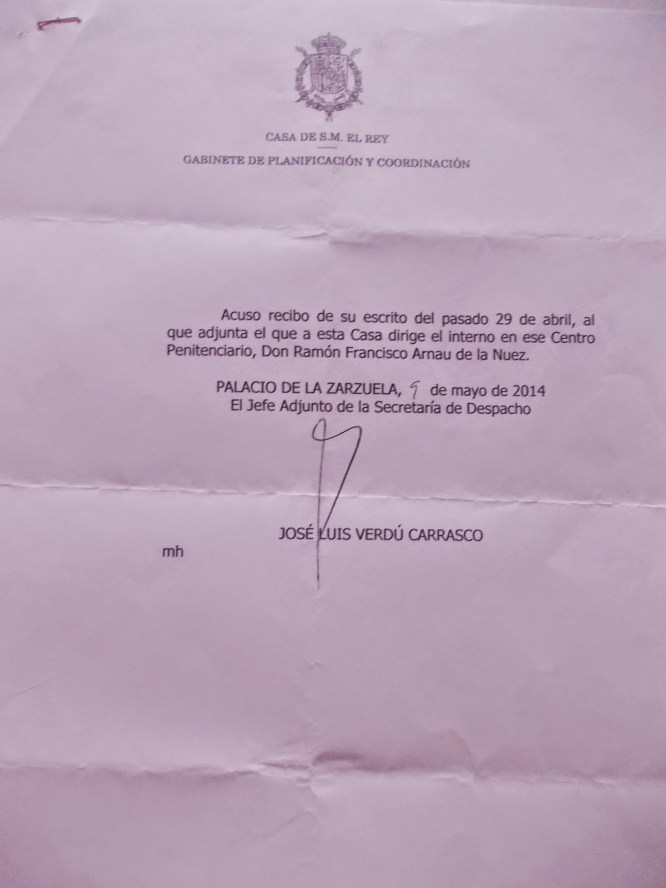 CASA DE S.M. EL REY
GABINETE DE PLANIFICACIÓN Y COORDINACIÓN
Acuso recibo de su escrito del pasado 29 de abril, al
que adjunta el que a esta Casa dirige el interno en ese Centro
Penitenciario, Don Ramón Francisco Arnau de la Nuez.
PALACIO DE LA ZARZUELA, 9 de mayo de 2014
El Jefe Adjunto de la Secretaría de Despacho
JOSÉ LUIS VERDÚ CARRASCO
mh